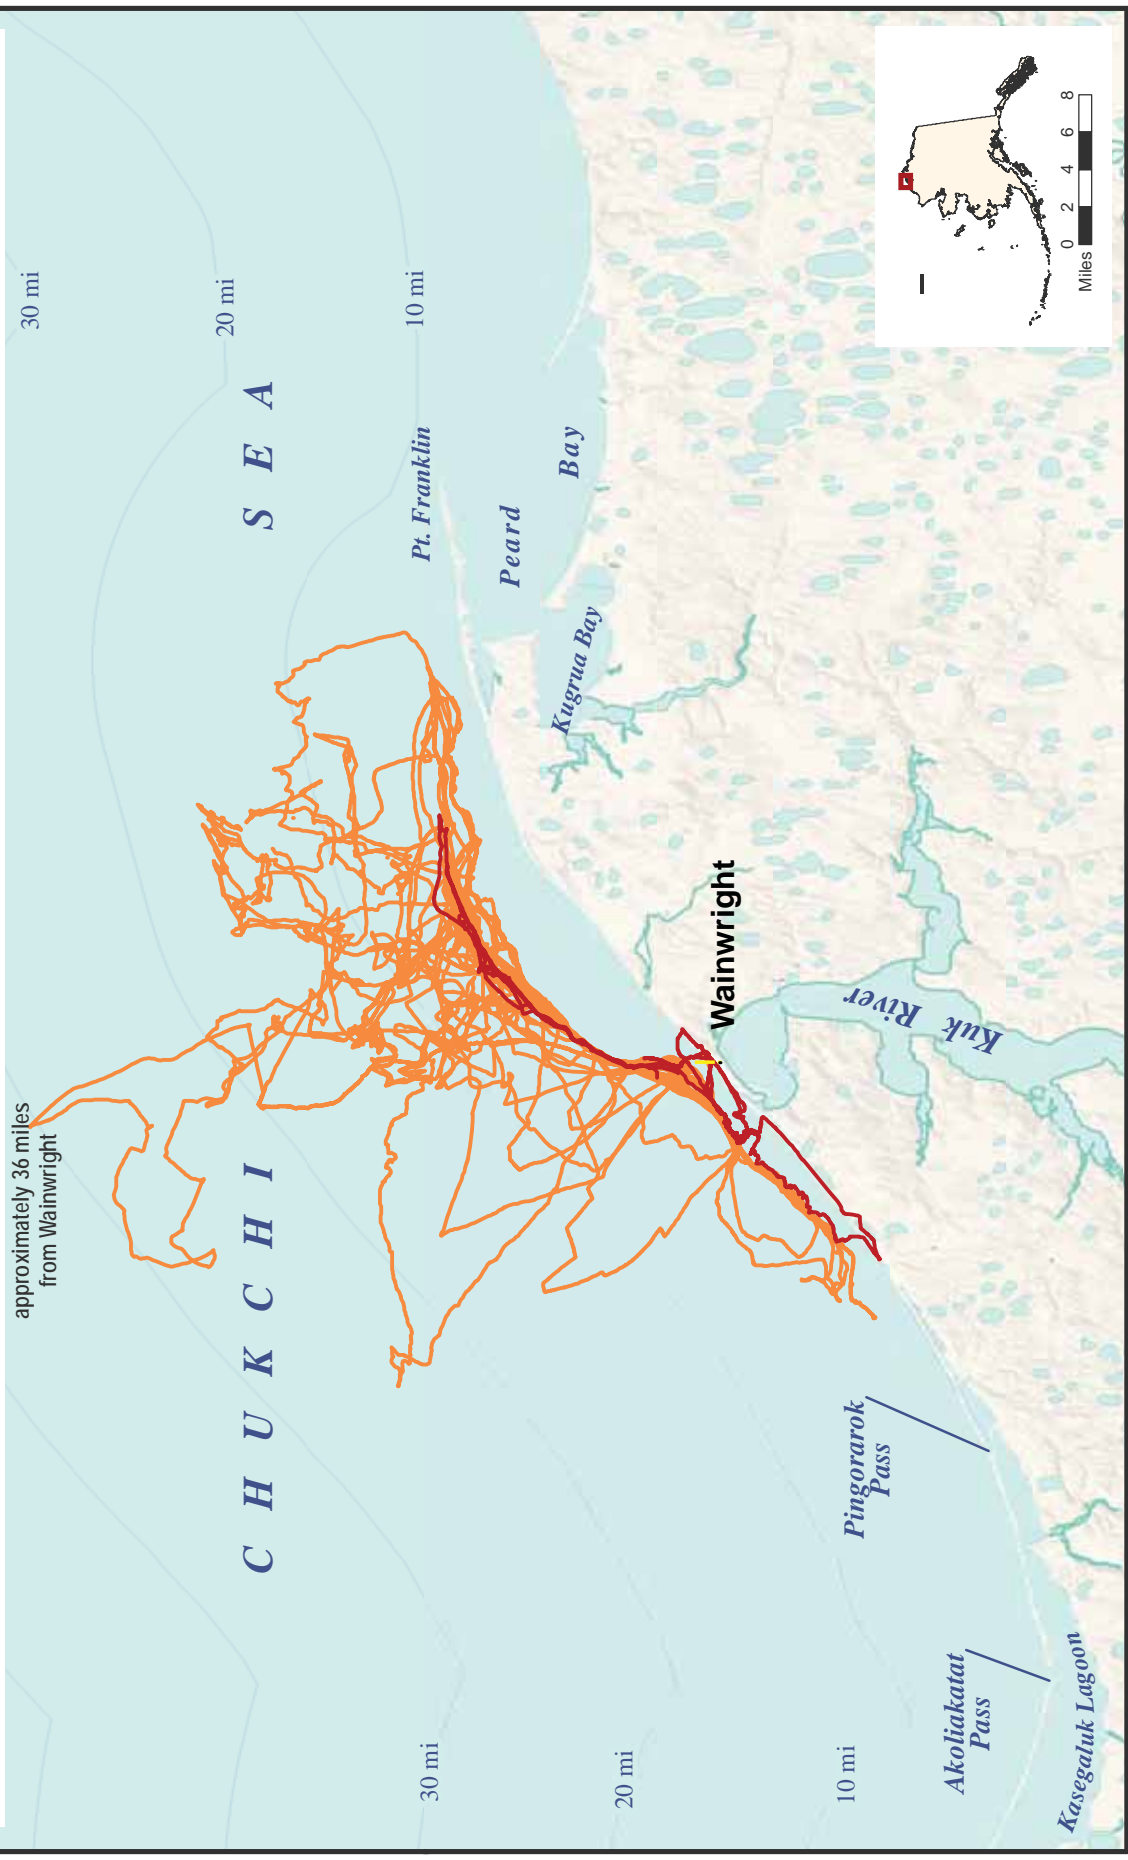 approximately 36 miles
from Wainwright
30 mi
20 mi
10 mi
C H U K C H I
S E A
Pt. Franklin
Peard
Bay
Kugrua Bay
Wainwright
Kuk River
Pingorarok
Pass
Akoliakatat
Pass
Kasegaluk Lagoon
30 mi
20 mi
10 mi
0 2 4 6 8
Miles